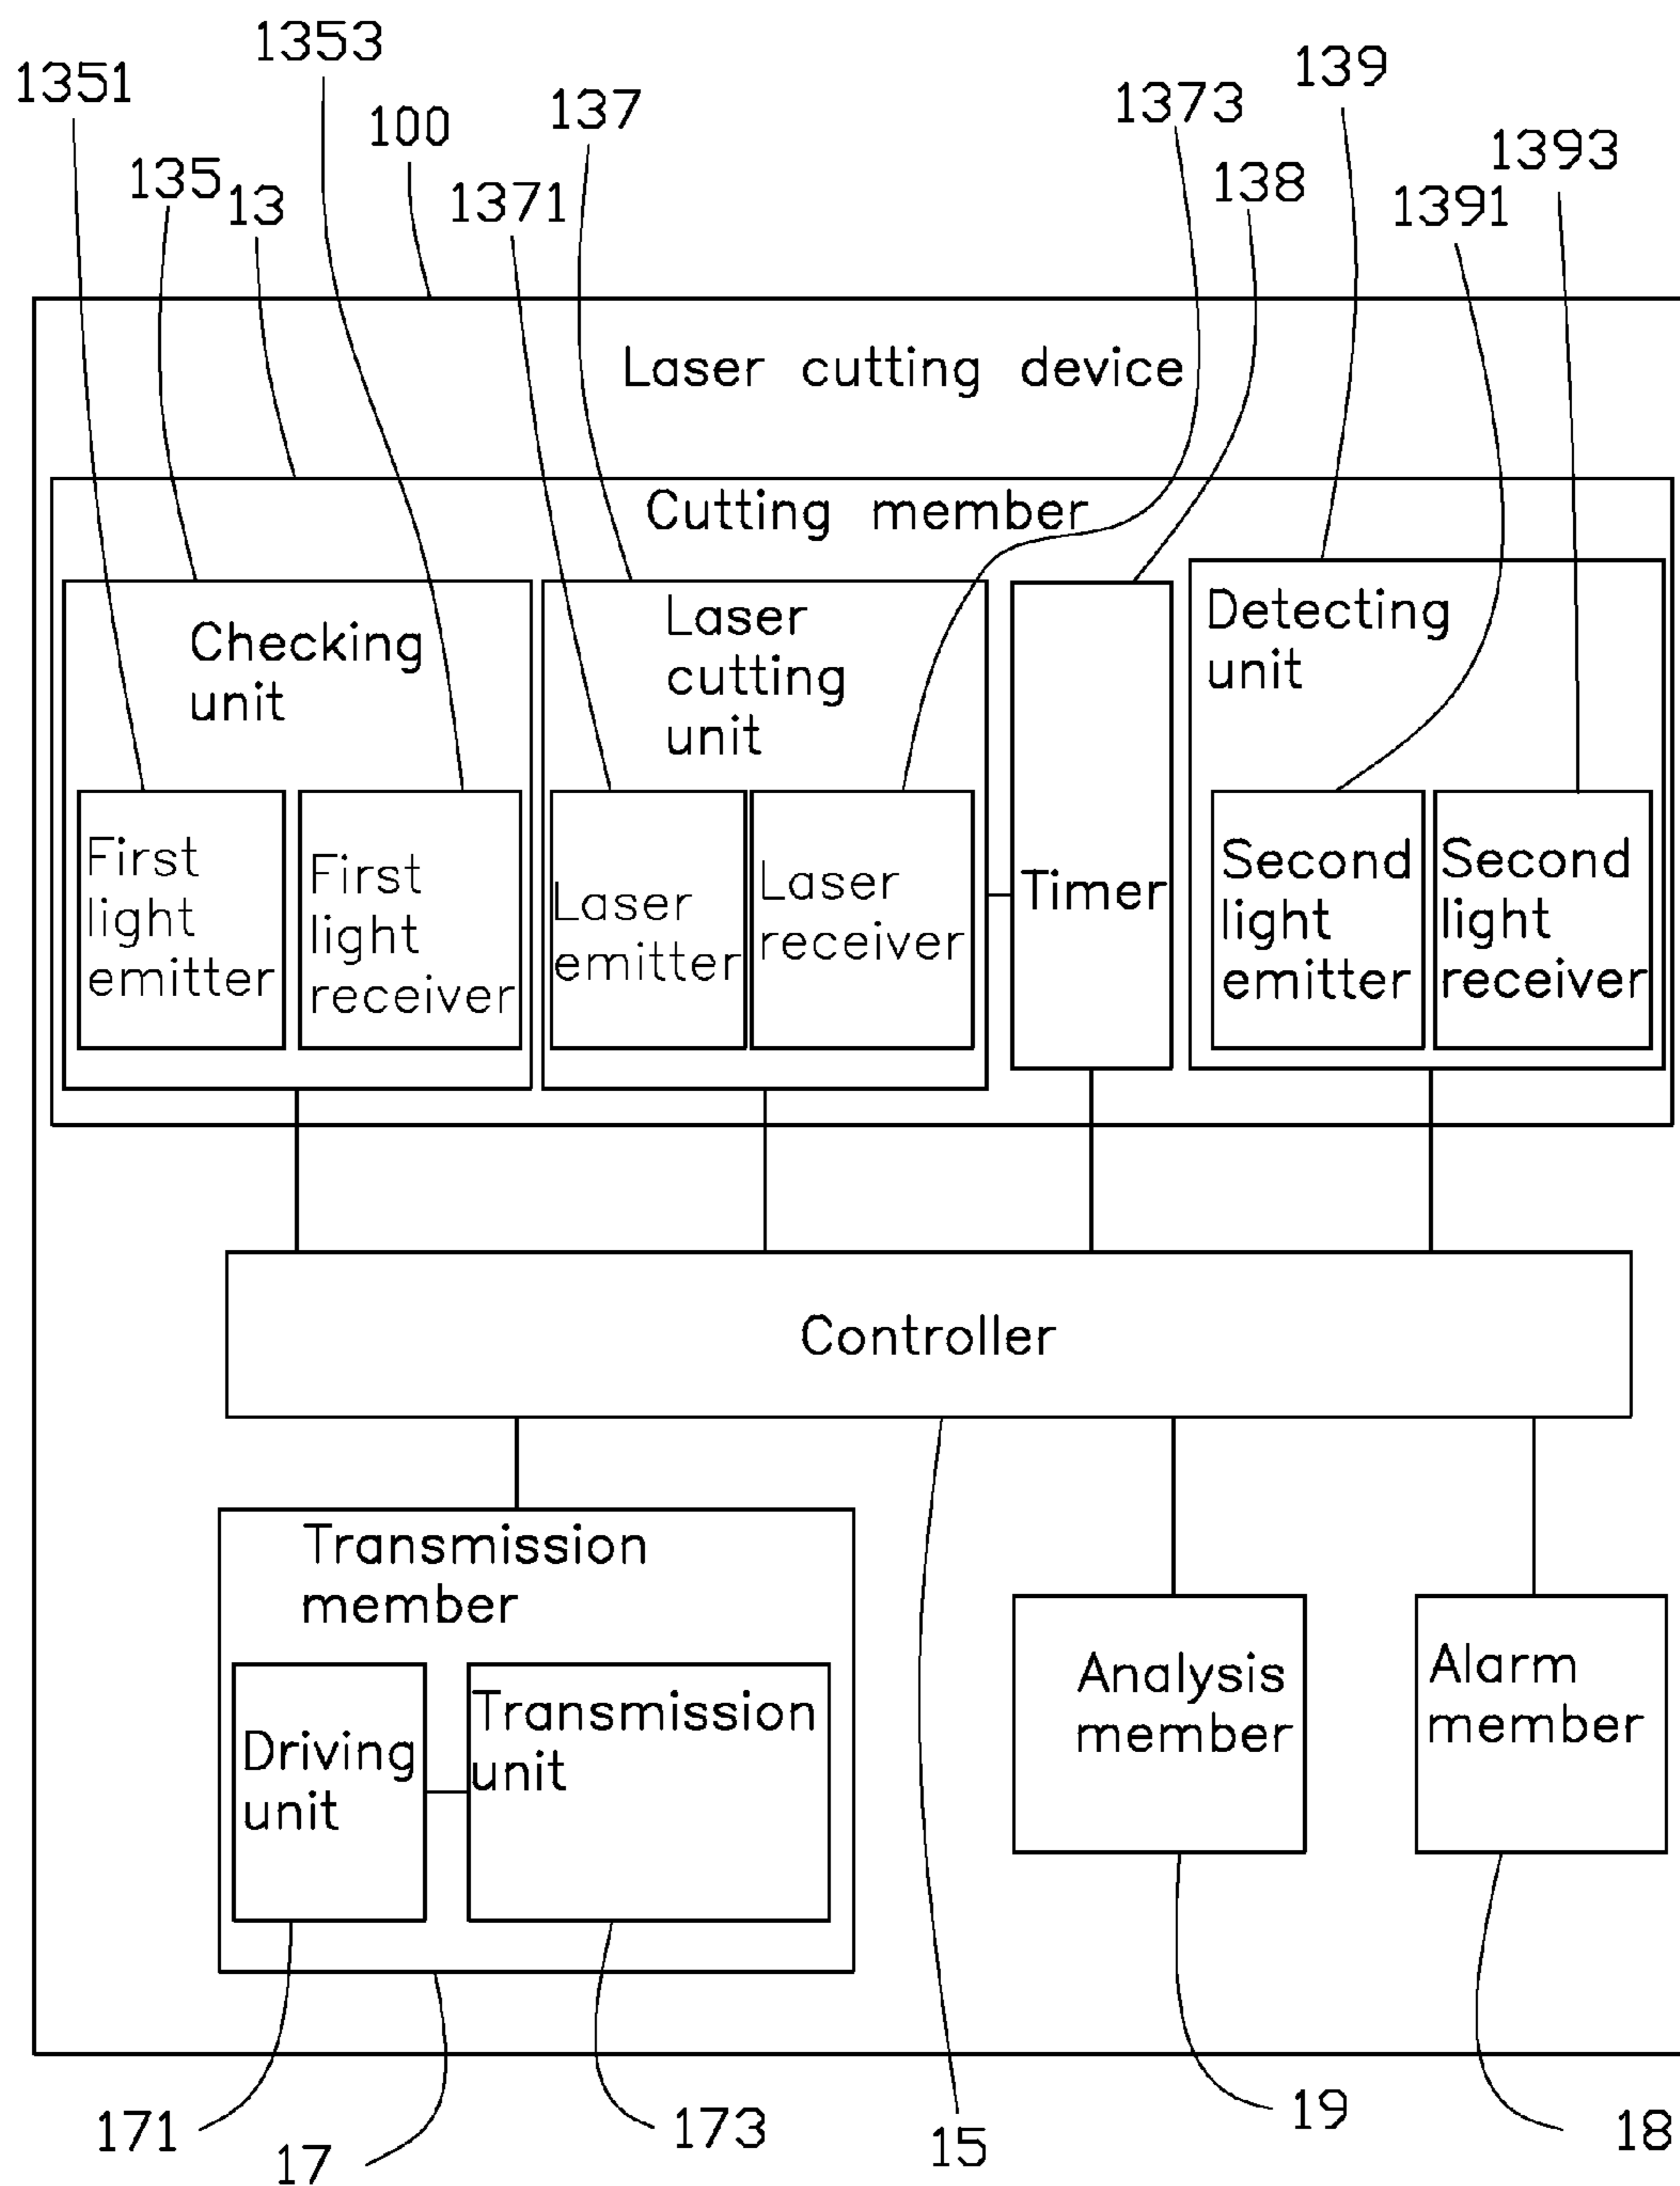 1353
1351
139
100
137
1373
1393
135
13
1371
138
1391
Laser cutting device
Cutting member
Checking
unit
Laser
cutting
unit
Detecting
unit
First
light
emitter
First
light
receiver
Laser
emitter
Laser
receiver
Timer
Second
light
emitter
Second
light
receiver
Controller
Transmission
member
Driving
unit
Transmission
unit
Analysis
member
Alarm
member
171
17
173
15
19
18